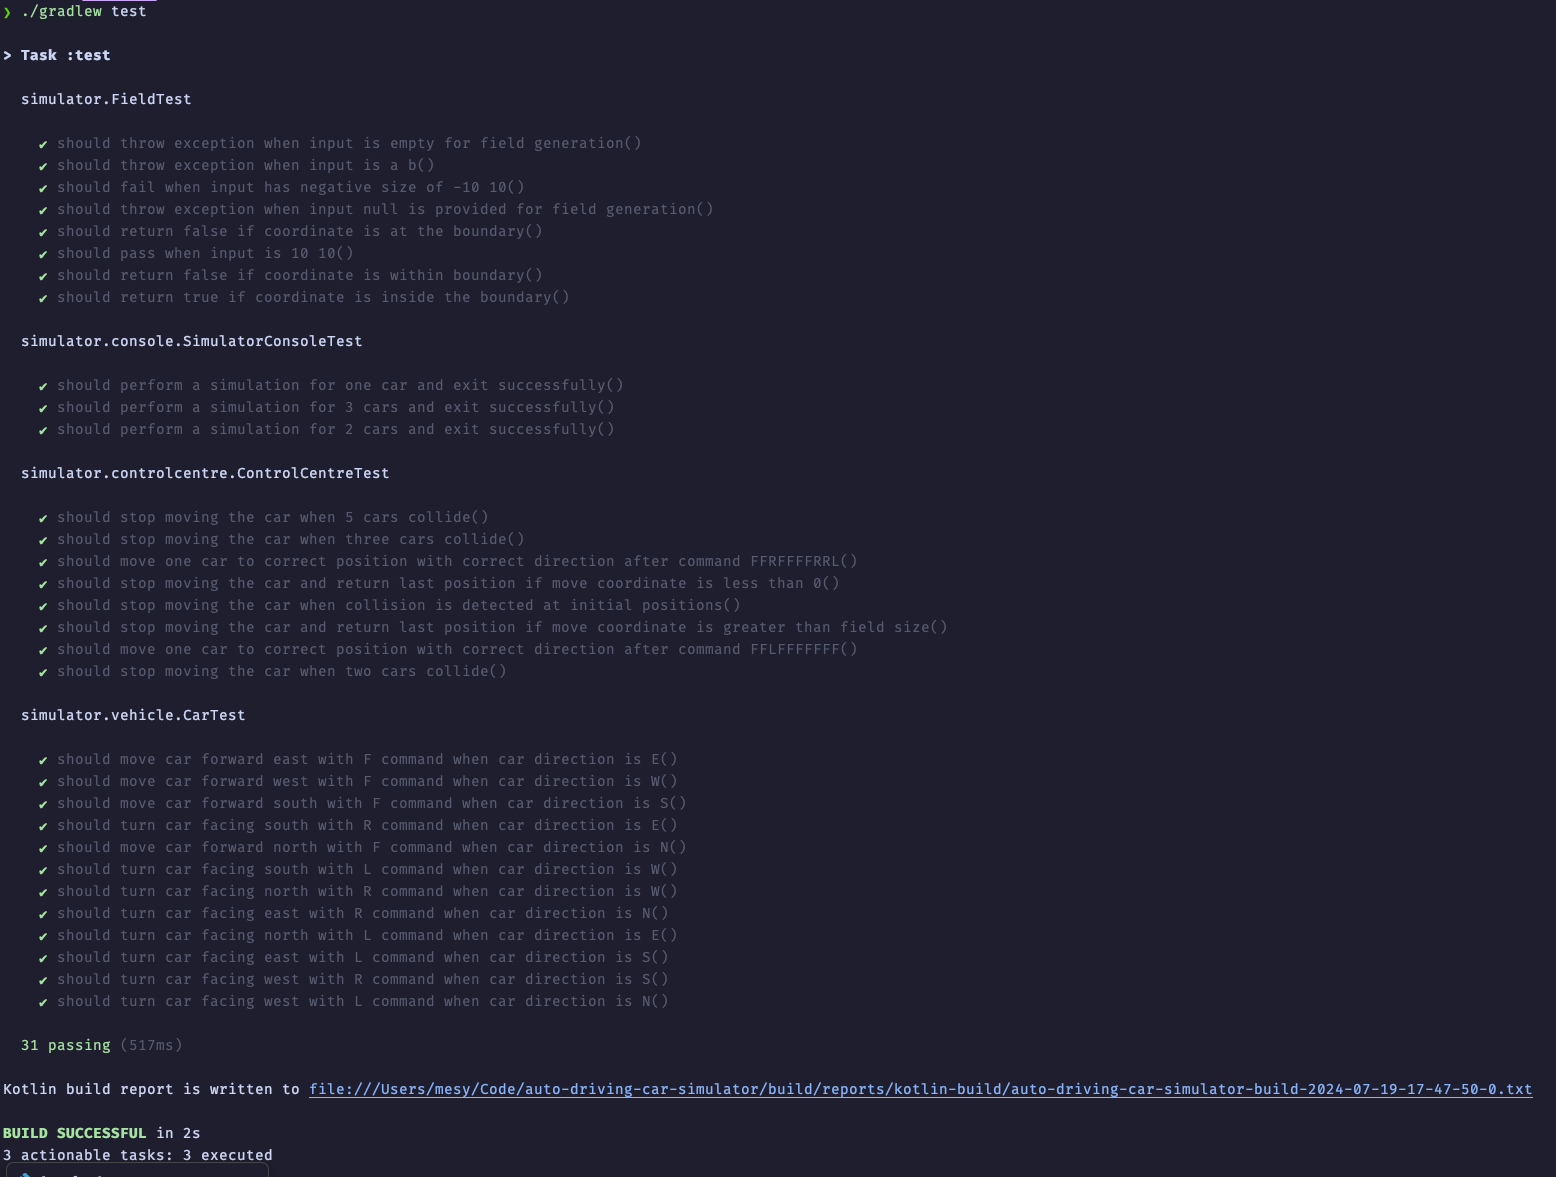 ❯ ./gradlew test
> Task :test
simulator.FieldTest
✔ should throw exception when input is empty for field generation()
✔ should throw exception when input is a b()
✔ should fail when input has negative size of -10 10()
✔ should throw exception when input null is provided for field generation()
✔ should return false if coordinate is at the boundary()
✔ should pass when input is 10 10()
✔ should return false if coordinate is within boundary()
✔ should return true if coordinate is inside the boundary()
simulator.console.SimulatorConsoleTest
✔ should perform a simulation for one car and exit successfully()
✔ should perform a simulation for 3 cars and exit successfully()
✔ should perform a simulation for 2 cars and exit successfully()
simulator.controlcentre.ControlCentreTest
✔ should stop moving the car when 5 cars collide()
✔ should stop moving the car when three cars collide()
✔ should move one car to correct position with correct direction after command FFRFFFFRRL()
✔ should stop moving the car and return last position if move coordinate is less than 0()
✔ should stop moving the car when collision is detected at initial positions()
✔ should stop moving the car and return last position if move coordinate is greater than field size()
✔ should move one car to correct position with correct direction after command FFLFFFFFFF()
✔ should stop moving the car when two cars collide()
simulator.vehicle.CarTest
✔ should move car forward east with F command when car direction is E()
✔ should move car forward west with F command when car direction is W()
✔ should move car forward south with F command when car direction is S()
✔ should turn car facing south with R command when car direction is E()
✔ should move car forward north with F command when car direction is N()
✔ should turn car facing south with L command when car direction is W()
✔ should turn car facing north with R command when car direction is W()
✔ should turn car facing east with R command when car direction is N()
✔ should turn car facing north with L command when car direction is E()
✔ should turn car facing east with L command when car direction is S()
✔ should turn car facing west with R command when car direction is S()
✔ should turn car facing west with L command when car direction is N()
31 passing (517ms)
Kotlin build report is written to file:///Users/mesy/Code/auto-driving-car-simulator/build/reports/kotlin-build/auto-driving-car-simulator-build-2024-07-19-17-47-50-0.txt
BUILD SUCCESSFUL in 2s
3 actionable tasks: 3 executed